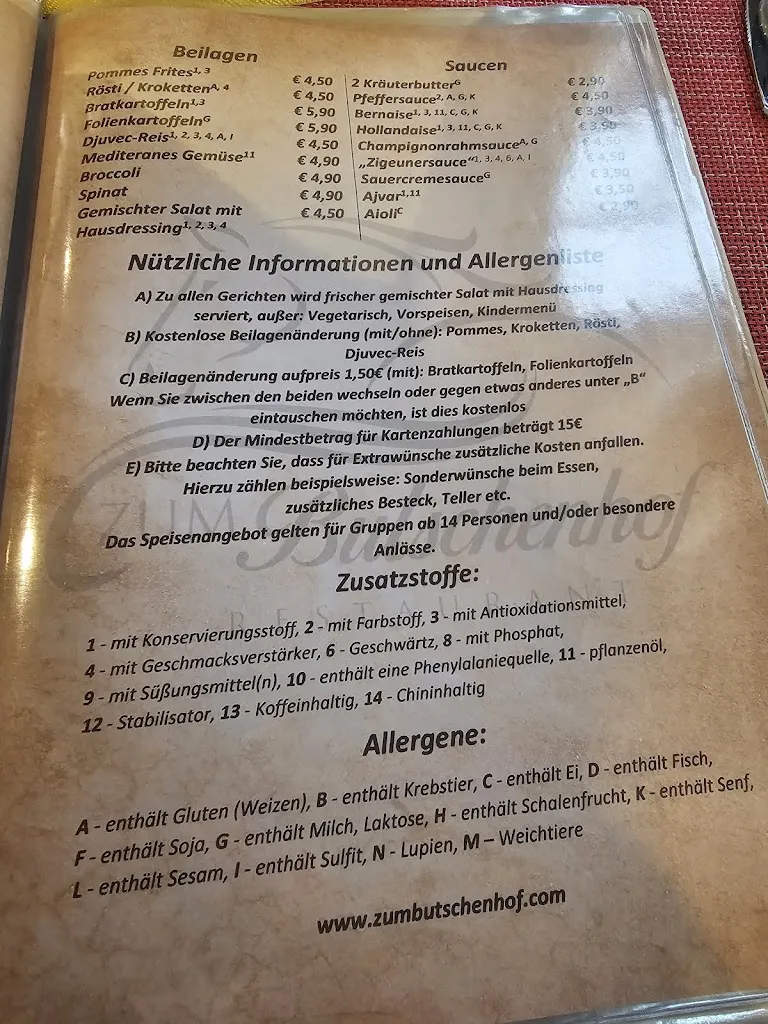 Beilagen
Pommes Frites1, 3 € 4,50
Rösti / KrokettenA, 4 € 4,50
Bratkartoffeln1,3 € 5,90
FolienkartoffelnG € 5,90
Djuvec-Reis1, 2, 3, 4, A, I € 4,50
Mediteranes Gemüse11 € 4,90
Broccoli € 4,90
Spinat € 4,90
Gemischter Salat mit € 4,50
Hausdressing1, 2, 3, 4
Saucen
2 KräuterbutterG € 2,90
Pfeffersauce2, A, G, K € 4,50
Bernaise1, 3, 11, C, G, K € 3,90
Hollandaise1, 3, 11, C, G, K € 3,90
ChampignonrahmsauceA, G € 4,50
„Zigeunersauce“1, 3, 4, 6, A, I € 4,50
SauercremesauceG € 3,90
Ajvar1,11 € 3,50
AioliC € 2,90
Nützliche Informationen und Allergenliste
A) Zu allen Gerichten wird frischer gemischter Salat mit Hausdressing
serviert, außer: Vegetarisch, Vorspeisen, Kindermenü
B) Kostenlose Beilagenänderung (mit/ohne): Pommes, Kroketten, Rösti,
Djuvec-Reis
C) Beilagenänderung aufpreis 1,50€ (mit): Bratkartoffeln, Folienkartoffeln
Wenn Sie zwischen den beiden wechseln oder gegen etwas anderes unter „B“
eintauschen möchten, ist dies kostenlos
D) Der Mindestbetrag für Kartenzahlungen beträgt 15€
E) Bitte beachten Sie, dass für Extrawünsche zusätzliche Kosten anfallen.
Hierzu zählen beispielsweise: Sonderwünsche beim Essen,
zusätzliches Besteck, Teller etc.
Das Speisenangebot gelten für Gruppen ab 14 Personen und/oder besondere
Anlässe.
ZUM Butschenhof
RESTAURANT
Zusatzstoffe:
1 - mit Konservierungsstoff, 2 - mit Farbstoff, 3 - mit Antioxidationsmittel,
4 - mit Geschmacksverstärker, 6 - Geschwärtz, 8 - mit Phosphat,
9 - mit Süßungsmittel(n), 10 - enthält eine Phenylalaniequelle, 11 - pflanzenöl,
12 - Stabilisator, 13 - Koffeinhaltig, 14 - Chininhaltig
Allergene:
A - enthält Gluten (Weizen), B - enthält Krebstier, C - enthält Ei, D - enthält Fisch,
F - enthält Soja, G - enthält Milch, Laktose, H - enthält Schalenfrucht, K - enthält Senf,
L - enthält Sesam, I - enthält Sulfit, N - Lupien, M – Weichtiere
www.zumbutschenhof.com